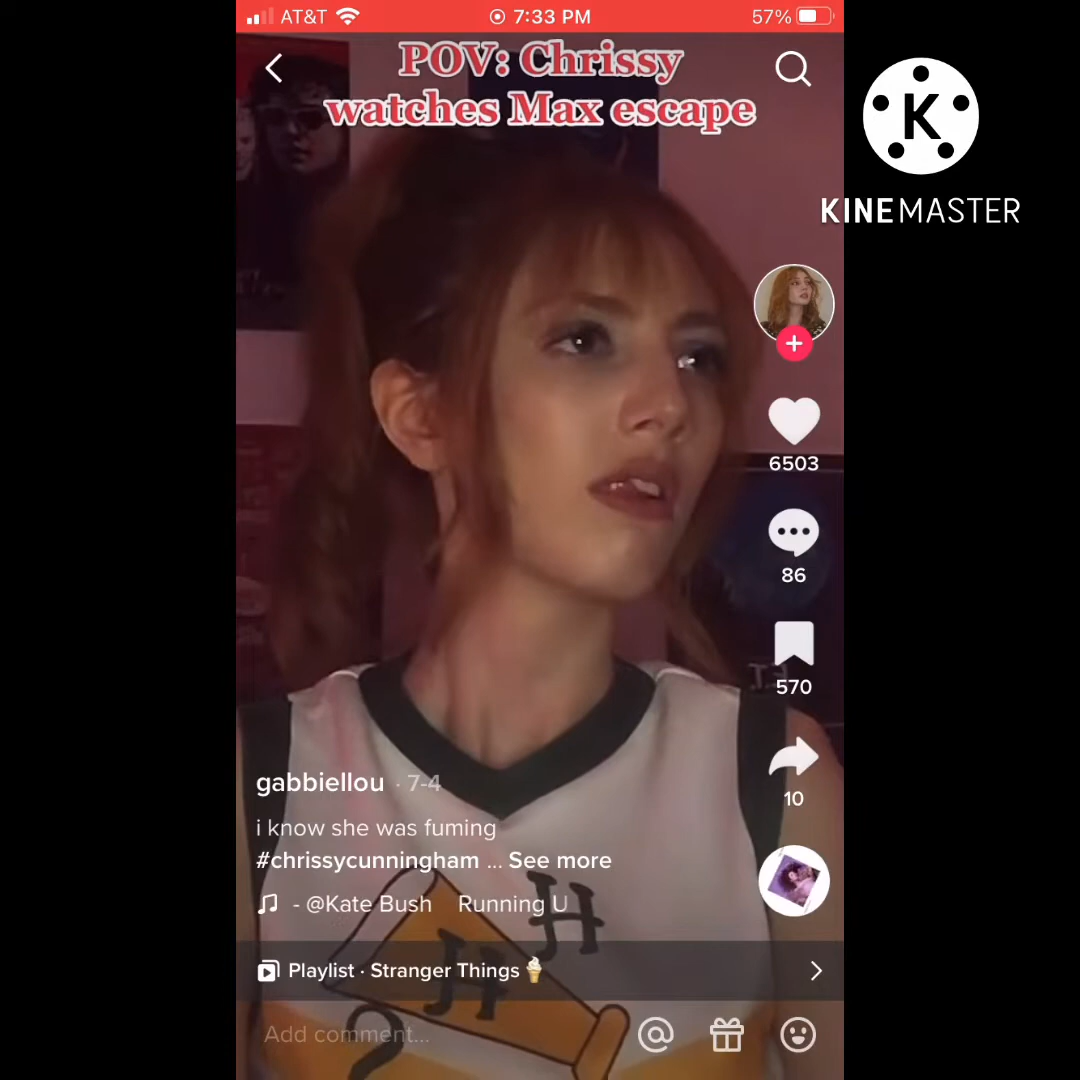 AT&T 7:33 PM 57%
POV: Chrissy
watches Max escape
K
KINEMASTER
6503
86
570
10
gabbiellou · 7-4
i know she was fuming
#chrissycunningham ... See more
- @Kate Bush Running U
H
H
H
Playlist · Stranger Things🍦
Add comment...